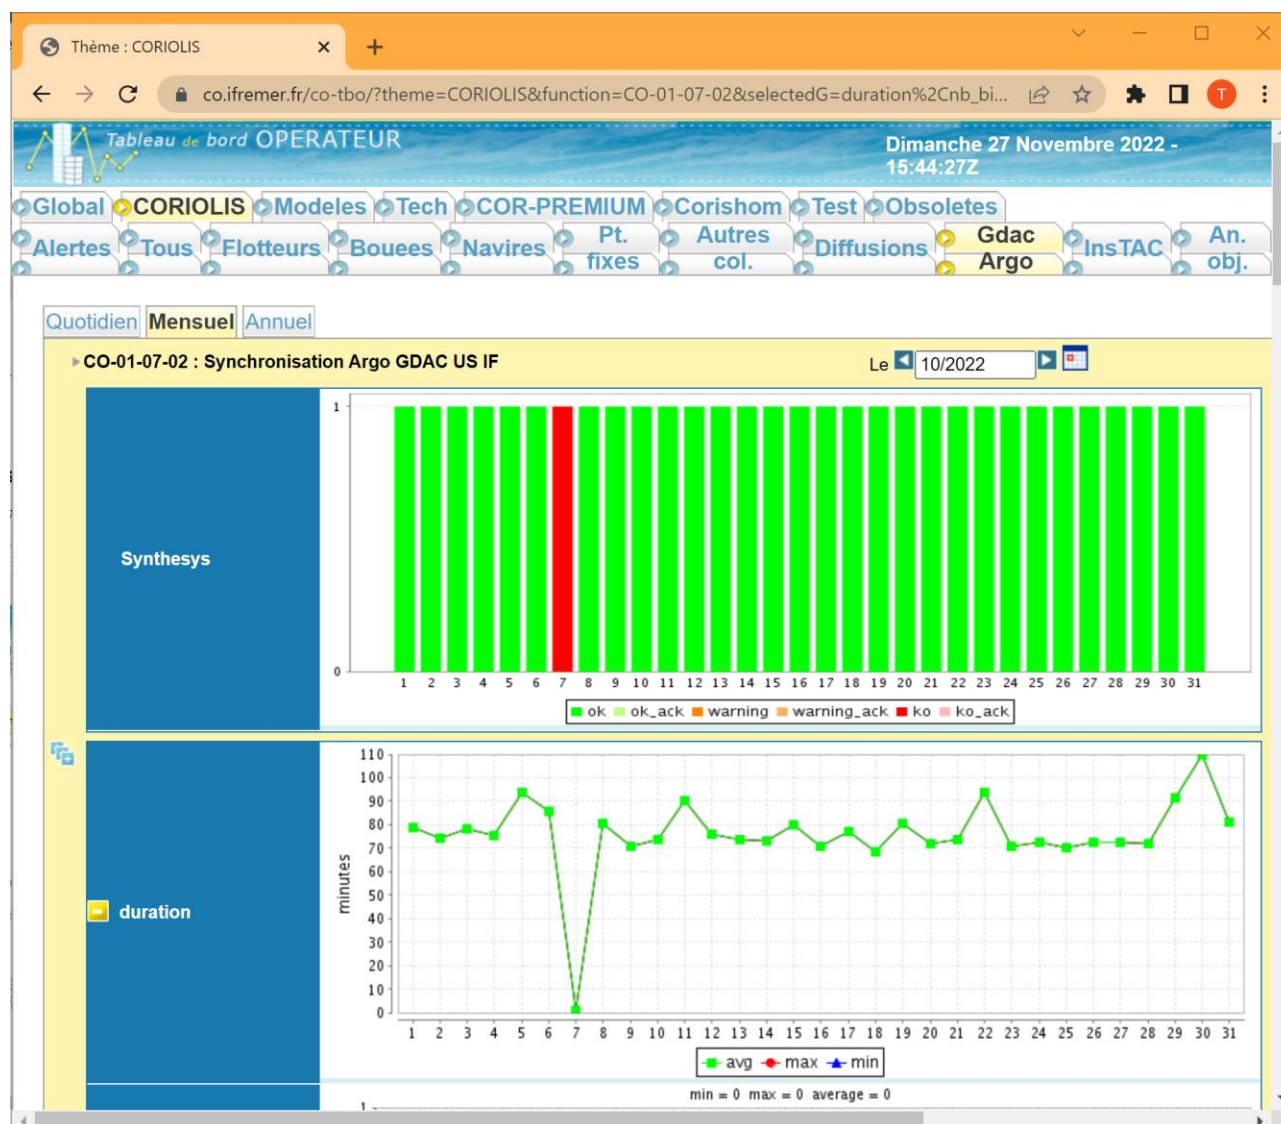 Thème : CORIOLIS
co.ifremer.fr/co-tbo/?theme=CORIOLIS&function=CO-01-07-02&selectedG=duration%2Cnb_bi...
T
Tableau de bord OPERATEUR
Dimanche 27 Novembre 2022 -
15:44:27Z
Global CORIOLIS Modeles Tech COR-PREMIUM Corishom Test Obsoletes
Alertes Tous Flotteurs Bouees Navires Pt. fixes Autres col. Diffusions Gdac Argo InsTAC An. obj.
Quotidien Mensuel Annuel
CO-01-07-02 : Synchronisation Argo GDAC US IF
Le 10/2022
Synthesys
1
0
1 2 3 4 5 6 7 8 9 10 11 12 13 14 15 16 17 18 19 20 21 22 23 24 25 26 27 28 29 30 31
ok ok_ack warning warning_ack ko ko_ack
duration
minutes
110
100
90
80
70
60
50
40
30
20
10
0
1 2 3 4 5 6 7 8 9 10 11 12 13 14 15 16 17 18 19 20 21 22 23 24 25 26 27 28 29 30 31
avg max min
min = 0 max = 0 average = 0
1